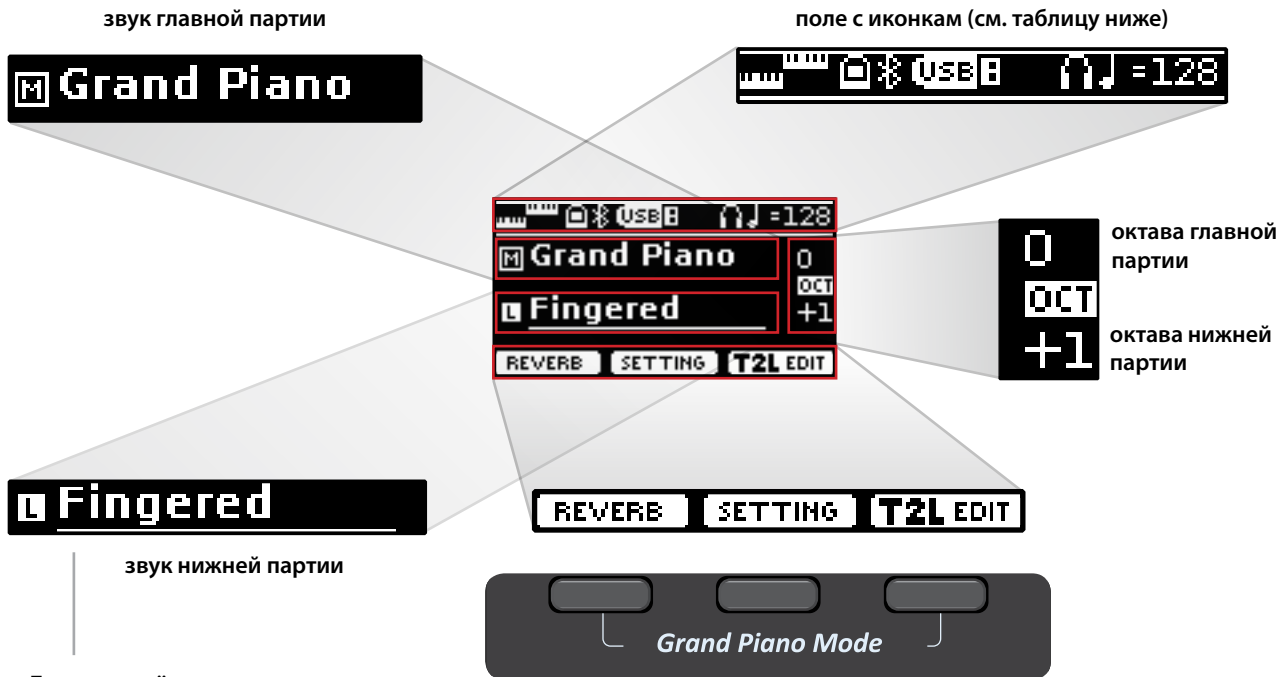 звук главной партии
поле с иконкам (см. таблицу ниже)
M Grand Piano
USB =128
USB =128
M Grand Piano
0
OCT
+1
L Fingered
REVERB SETTING T2L EDIT
0
OCT
+1
октава главной
партии
октава нижней
партии
L Fingered
REVERB SETTING T2L EDIT
звук нижней партии
Grand Piano Mode